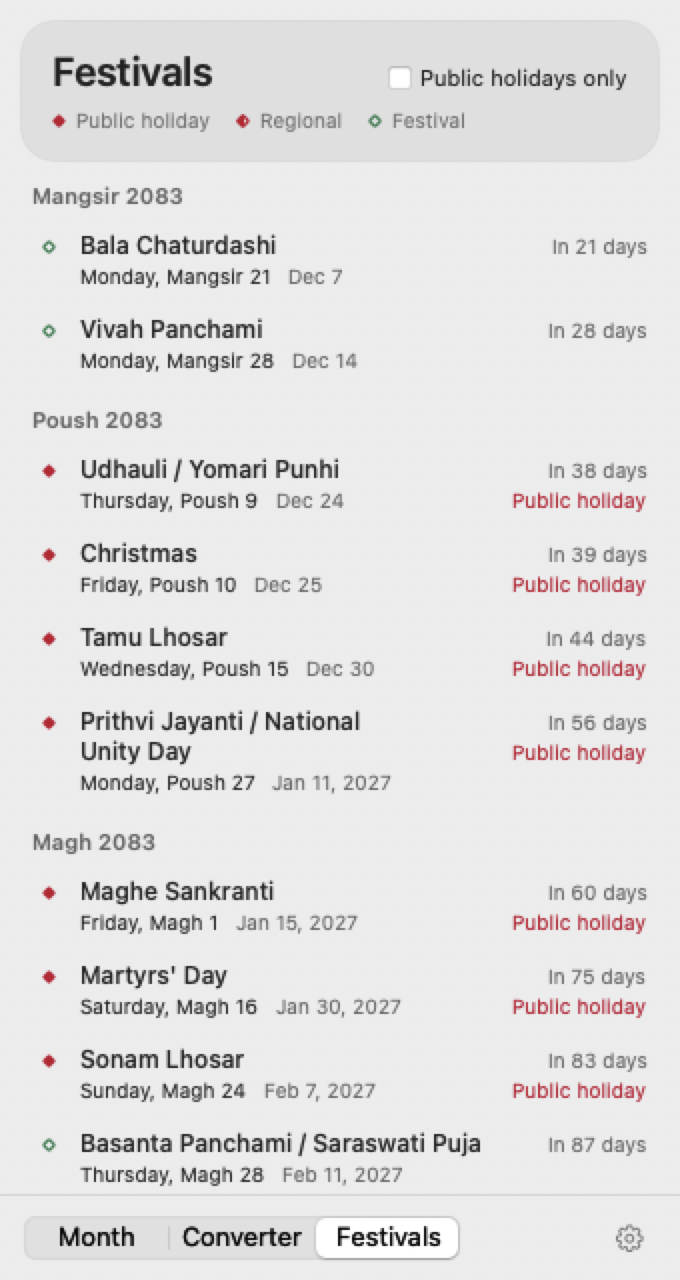 Festivals
Public holidays only
Public holiday Regional Festival
Mangsir 2083
Bala Chaturdashi In 21 days
Monday, Mangsir 21 Dec 7
Vivah Panchami In 28 days
Monday, Mangsir 28 Dec 14
Poush 2083
Udhauli / Yomari Punhi In 38 days
Thursday, Poush 9 Dec 24 Public holiday
Christmas In 39 days
Friday, Poush 10 Dec 25 Public holiday
Tamu Lhosar In 44 days
Wednesday, Poush 15 Dec 30 Public holiday
Prithvi Jayanti / National In 56 days
Unity Day Public holiday
Monday, Poush 27 Jan 11, 2027
Magh 2083
Maghe Sankranti In 60 days
Friday, Magh 1 Jan 15, 2027 Public holiday
Martyrs' Day In 75 days
Saturday, Magh 16 Jan 30, 2027 Public holiday
Sonam Lhosar In 83 days
Sunday, Magh 24 Feb 7, 2027 Public holiday
Basanta Panchami / Saraswati Puja In 87 days
Thursday, Magh 28 Feb 11, 2027
Month Converter Festivals